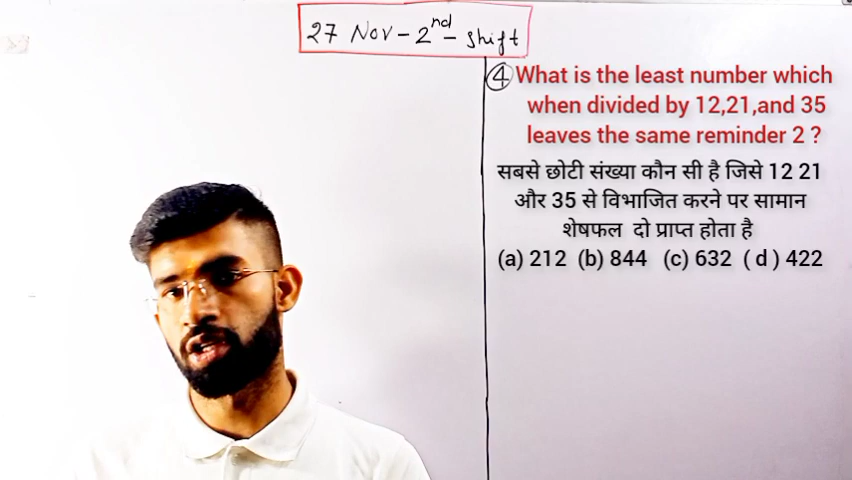 27 Nov - 2nd - shift
④ What is the least number which
when divided by 12,21,and 35
leaves the same reminder 2 ?
सबसे छोटी संख्या कौन सी है जिसे 12 21
और 35 से विभाजित करने पर सामान
शेषफल दो प्राप्त होता है
(a) 212 (b) 844 (c) 632 ( d ) 422